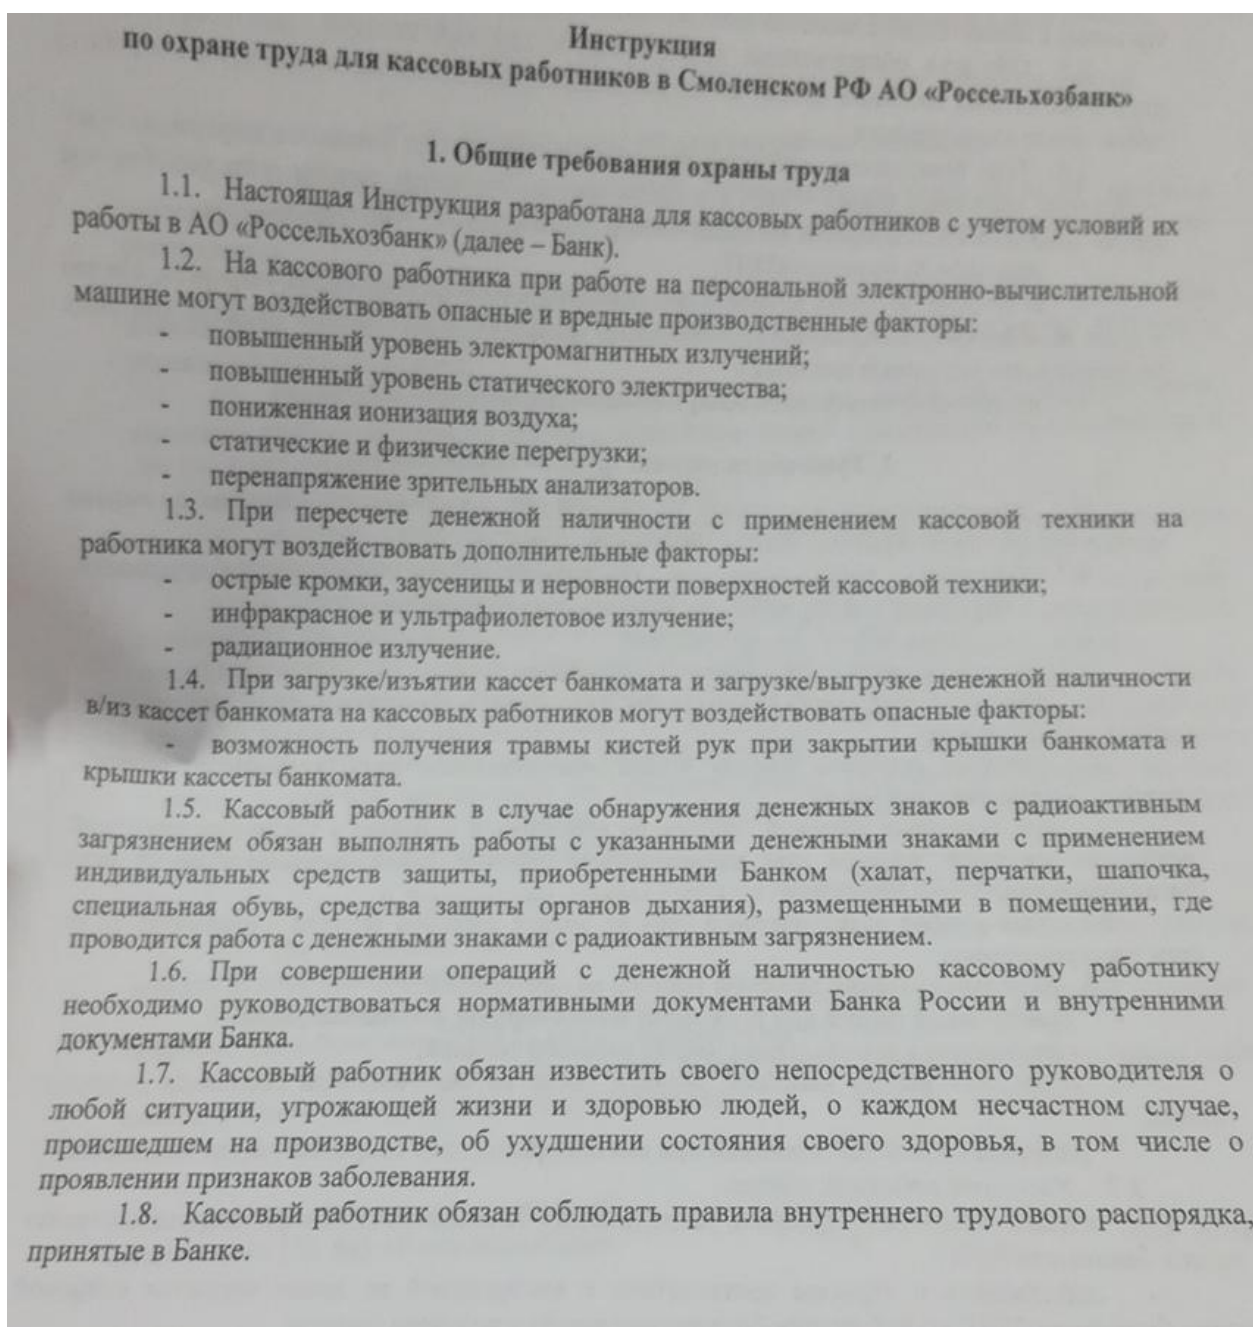 Инструкция
по охране труда для кассовых работников в Смоленском РФ АО «Россельхозбанк»
1. Общие требования охраны труда
1.1. Настоящая Инструкция разработана для кассовых работников с учетом условий их
работы в АО «Россельхозбанк» (далее – Банк).
1.2. На кассового работника при работе на персональной электронно-вычислительной
машине могут воздействовать опасные и вредные производственные факторы:
- повышенный уровень электромагнитных излучений;
- повышенный уровень статического электричества;
- пониженная ионизация воздуха;
- статические и физические перегрузки;
- перенапряжение зрительных анализаторов.
1.3. При пересчете денежной наличности с применением кассовой техники на
работника могут воздействовать дополнительные факторы:
- острые кромки, заусеницы и неровности поверхностей кассовой техники;
- инфракрасное и ультрафиолетовое излучение;
- радиационное излучение.
1.4. При загрузке/изъятии кассет банкомата и загрузке/выгрузке денежной наличности
в/из кассет банкомата на кассовых работников могут воздействовать опасные факторы:
- возможность получения травмы кистей рук при закрытии крышки банкомата и
крышки кассеты банкомата.
1.5. Кассовый работник в случае обнаружения денежных знаков с радиоактивным
загрязнением обязан выполнять работы с указанными денежными знаками с применением
индивидуальных средств защиты, приобретенными Банком (халат, перчатки, шапочка,
специальная обувь, средства защиты органов дыхания), размещенными в помещении, где
проводится работа с денежными знаками с радиоактивным загрязнением.
1.6. При совершении операций с денежной наличностью кассовому работнику
необходимо руководствоваться нормативными документами Банка России и внутренними
документами Банка.
1.7. Кассовый работник обязан известить своего непосредственного руководителя о
любой ситуации, угрожающей жизни и здоровью людей, о каждом несчастном случае,
происшедшем на производстве, об ухудшении состояния своего здоровья, в том числе о
проявлении признаков заболевания.
1.8. Кассовый работник обязан соблюдать правила внутреннего трудового распорядка,
принятые в Банке.